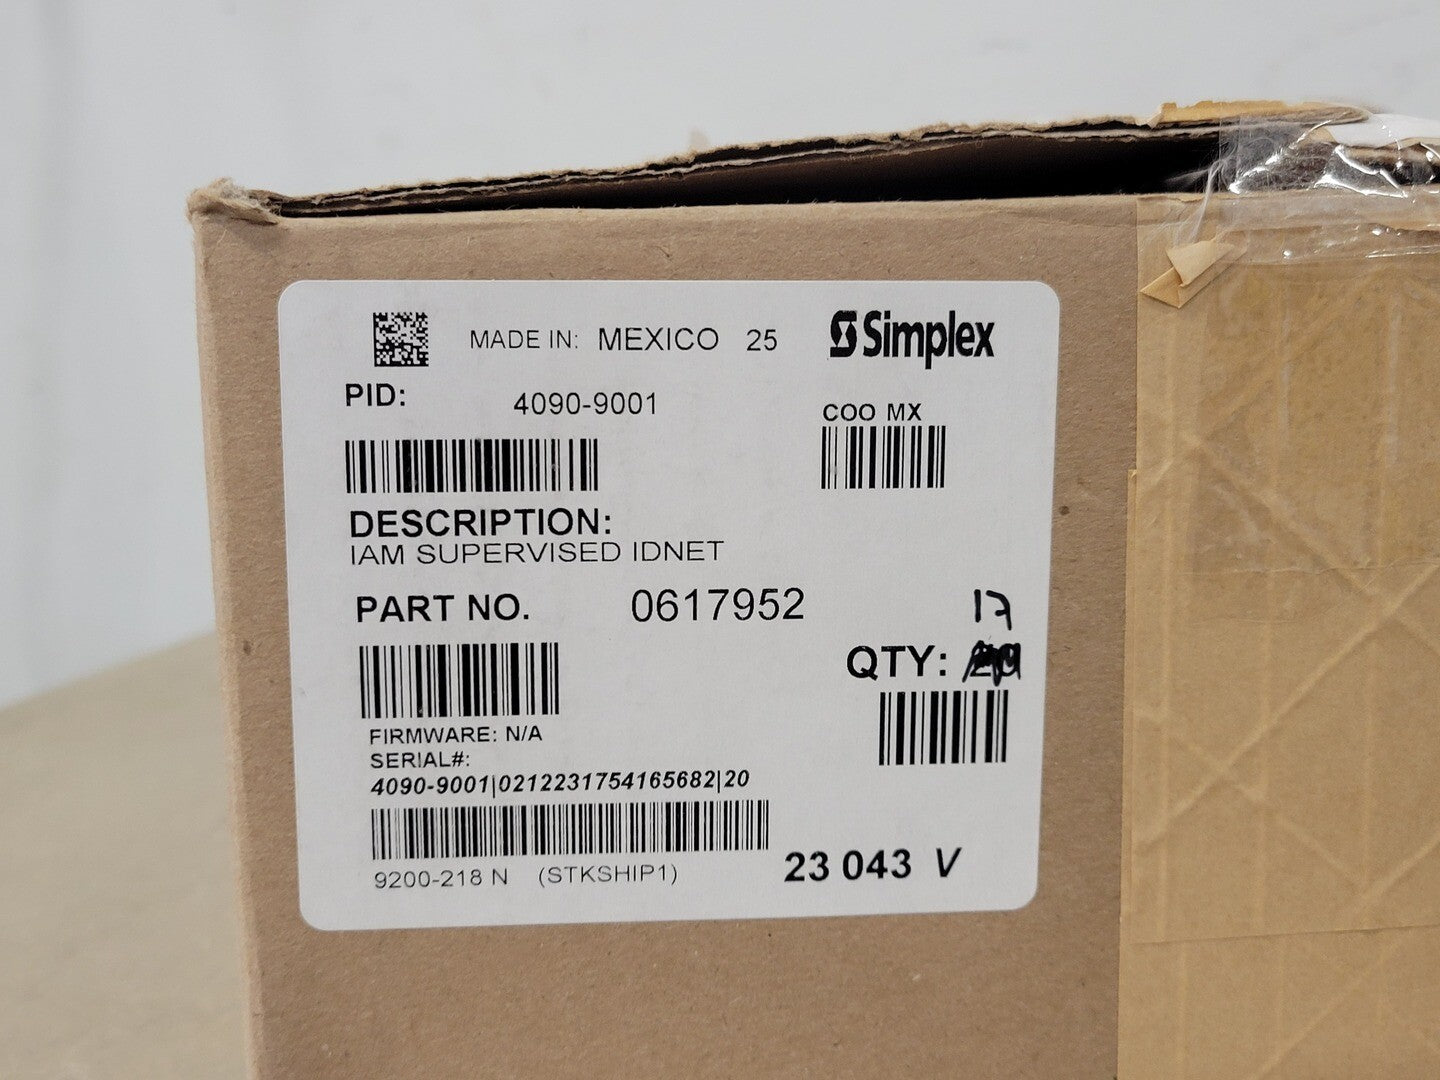 MADE IN: MEXICO 25
Simplex
PID: 4090-9001
COO MX
DESCRIPTION:
IAM SUPERVISED IDNET
PART NO. 0617952
17
QTY:
FIRMWARE: N/A
SERIAL#:
4090-9001|0212231754165682|20
9200-218 N (STKSHIP1)
23 043 V